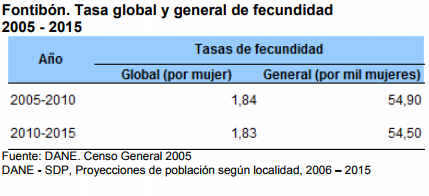 Fontibón. Tasa global y general de fecundidad
2005 - 2015
Año
Tasas de fecundidad
Global (por mujer) General (por mil mujeres)
2005-2010 1,84 54,90
2010-2015 1,83 54,50
Fuente: DANE. Censo General 2005
DANE - SDP, Proyecciones de población según localidad, 2006 – 2015